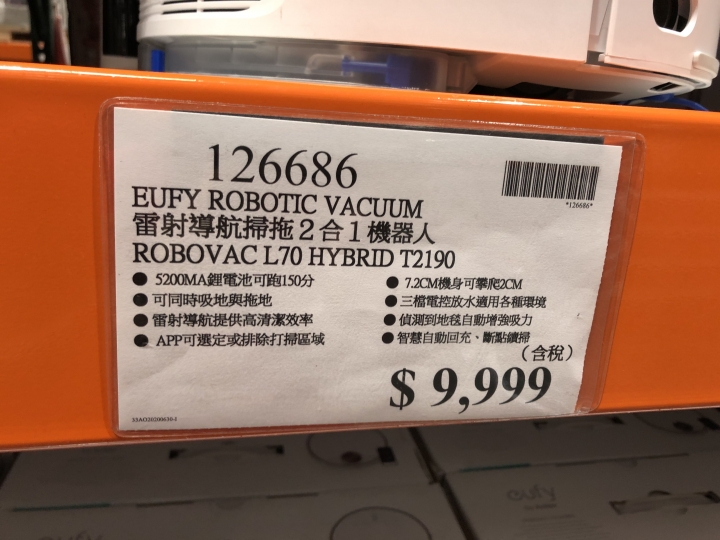 126686
*126686*
EUFY ROBOTIC VACUUM
雷射導航掃拖2合1機器人
ROBOVAC L70 HYBRID T2190
● 5200MA鋰電池可跑150分
● 可同時吸地與拖地
● 雷射導航提供高清潔效率
● APP可選定或排除打掃區域
● 7.2CM機身可攀爬2CM
● 三檔電控放水適用各種環境
● 偵測到地毯自動增強吸力
● 智慧自動回充、斷點續掃
(含稅)
$ 9,999
eufy
eufy